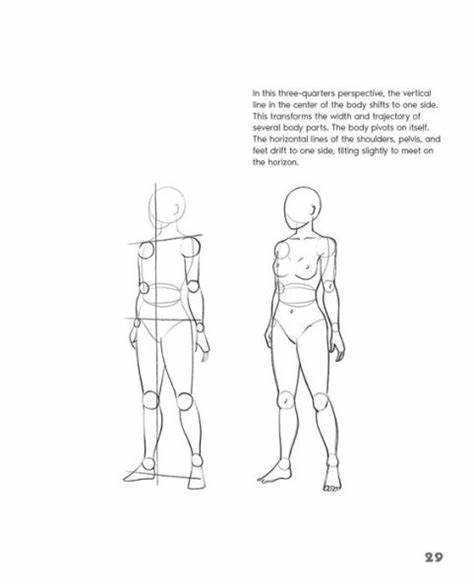 In this three-quarters perspective, the vertical
line in the center of the body shifts to one side.
This transforms the width and trajectory of
several body parts. The body pivots on itself.
The horizontal lines of the shoulders, pelvis, and
feet drift to one side, tilting slightly to meet on
the horizon.
29